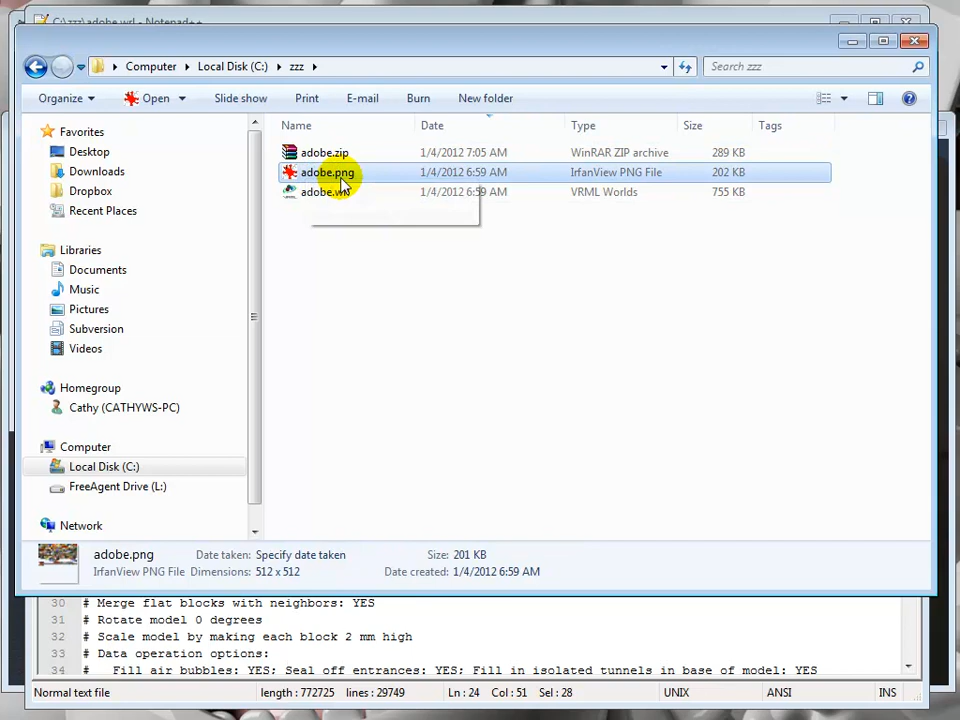 C:\zzz\adobe.wrl - Notepad++
Computer Local Disk (C:) zzz
Search zzz
Organize Open Slide show Print E-mail Burn New folder
Name Date Type Size Tags
adobe.zip 1/4/2012 7:05 AM WinRAR ZIP archive 289 KB
adobe.png 1/4/2012 6:59 AM IrfanView PNG File 202 KB
adobe.wrl 1/4/2012 6:59 AM VRML Worlds 755 KB
Favorites
Desktop
Downloads
Dropbox
Recent Places
Libraries
Documents
Music
Pictures
Subversion
Videos
Homegroup
Cathy (CATHYWS-PC)
Computer
Local Disk (C:)
FreeAgent Drive (L:)
Network
adobe.png Date taken: Specify date taken Size: 201 KB
IrfanView PNG File Dimensions: 512 x 512 Date created: 1/4/2012 6:59 AM
30 # Merge flat blocks with neighbors: YES
31 # Rotate model 0 degrees
32 # Scale model by making each block 2 mm high
33 # Data operation options:
34 # Fill air bubbles: YES; Seal off entrances: YES; Fill in isolated tunnels in base of model: YES
Normal text file length : 772725 lines : 29749 Ln : 24 Col : 51 Sel : 28 UNIX ANSI INS